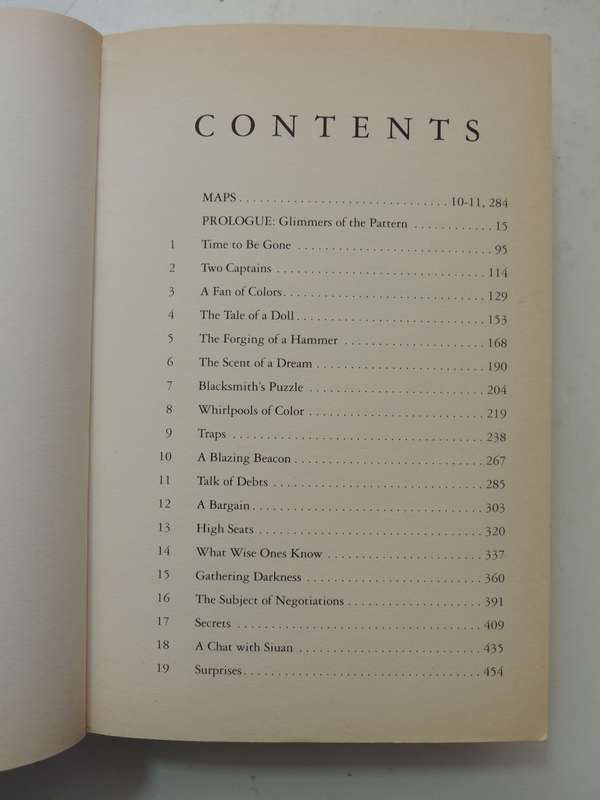 CONTENTS
MAPS . . . . . . . . . . . . . . . . . . . . . . . . . . . . . . . 10-11, 284
PROLOGUE: Glimmers of the Pattern . . . . . . . . . . . . 15
1 Time to Be Gone . . . . . . . . . . . . . . . . . . . . . . . . . . . . . 95
2 Two Captains . . . . . . . . . . . . . . . . . . . . . . . . . . . . . . . 114
3 A Fan of Colors . . . . . . . . . . . . . . . . . . . . . . . . . . . . . . 129
4 The Tale of a Doll . . . . . . . . . . . . . . . . . . . . . . . . . . . . 153
5 The Forging of a Hammer . . . . . . . . . . . . . . . . . . . . . 168
6 The Scent of a Dream . . . . . . . . . . . . . . . . . . . . . . . . . 190
7 Blacksmith's Puzzle . . . . . . . . . . . . . . . . . . . . . . . . . . 204
8 Whirlpools of Color . . . . . . . . . . . . . . . . . . . . . . . . . . 219
9 Traps . . . . . . . . . . . . . . . . . . . . . . . . . . . . . . . . . . . . . 238
10 A Blazing Beacon . . . . . . . . . . . . . . . . . . . . . . . . . . . . 267
11 Talk of Debts . . . . . . . . . . . . . . . . . . . . . . . . . . . . . . . 285
12 A Bargain . . . . . . . . . . . . . . . . . . . . . . . . . . . . . . . . . . 303
13 High Seats . . . . . . . . . . . . . . . . . . . . . . . . . . . . . . . . . 320
14 What Wise Ones Know . . . . . . . . . . . . . . . . . . . . . . . 337
15 Gathering Darkness . . . . . . . . . . . . . . . . . . . . . . . . . . 360
16 The Subject of Negotiations . . . . . . . . . . . . . . . . . . . . 391
17 Secrets . . . . . . . . . . . . . . . . . . . . . . . . . . . . . . . . . . . . 409
18 A Chat with Siuan . . . . . . . . . . . . . . . . . . . . . . . . . . . 435
19 Surprises . . . . . . . . . . . . . . . . . . . . . . . . . . . . . . . . . . . 454